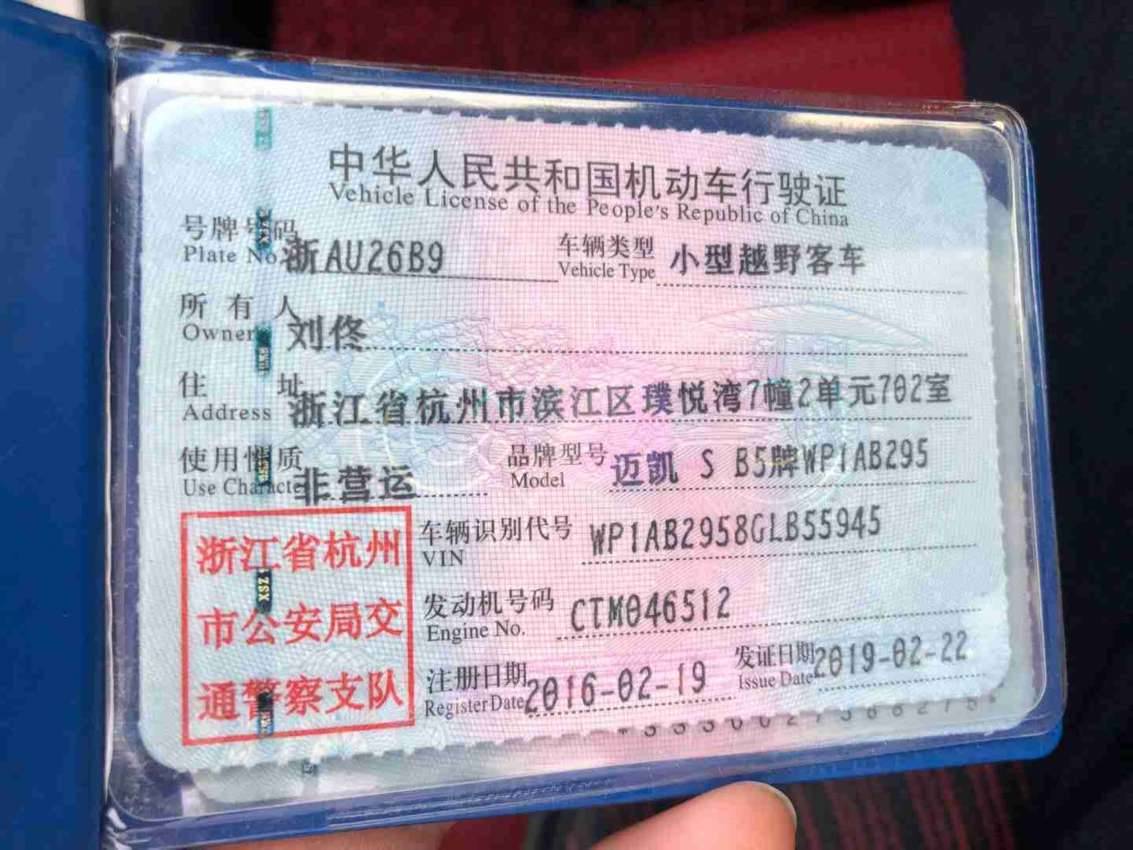 中华人民共和国机动车行驶证
Vehicle License of the People's Republic of China
号牌号码 浙AU26B9 车辆类型 小型越野客车
Plate No. Vehicle Type
所有人 刘佟
Owner
住址 浙江省杭州市滨江区璞悦湾7幢2单元702室
Address
使用性质 非营运 品牌型号 迈凯 S B5牌WP1AB295
Use Character Model
车辆识别代号 WP1AB2958GLB55945
VIN
发动机号码 CTM046512
Engine No.
注册日期 2016-02-19 发证日期 2019-02-22
Register Date Issue Date
浙江省杭州
市公安局交
通警察支队